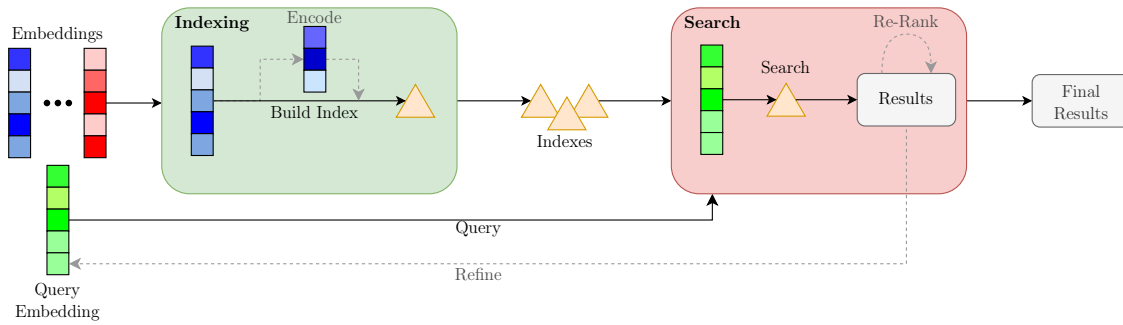 Embeddings
Indexing
Encode
Build Index
Indexes
Search
Re-Rank
Search
Results
Final
Results
Query
Refine
Query
Embedding